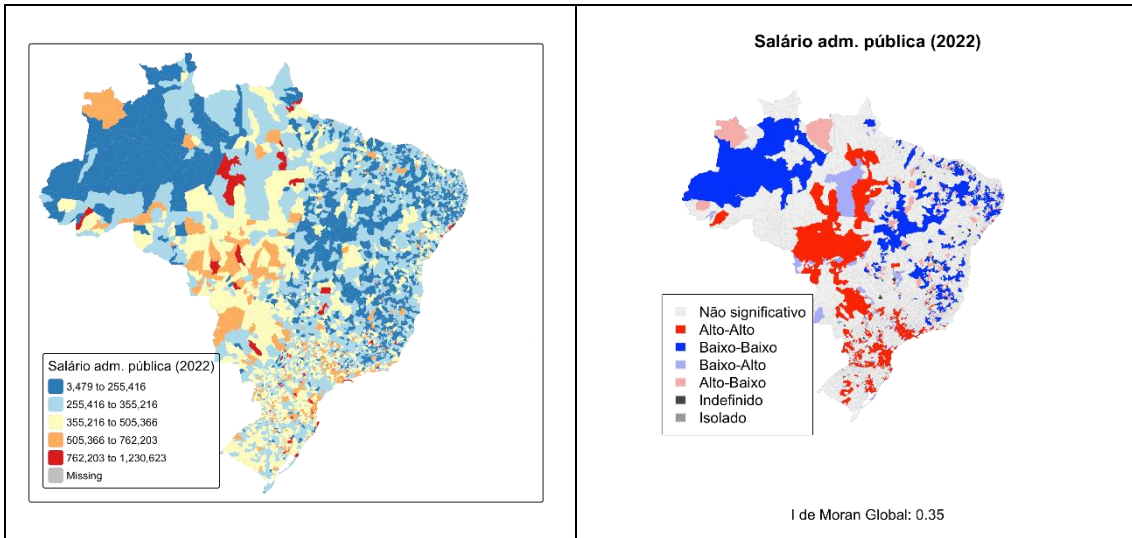 Salário adm. pública (2022)
3,479 to 255,416
255,416 to 355,216
355,216 to 505,366
505,366 to 762,203
762,203 to 1,230,623
Missing
Salário adm. pública (2022)
Não significativo
Alto-Alto
Baixo-Baixo
Baixo-Alto
Alto-Baixo
Indefinido
Isolado
I de Moran Global: 0.35